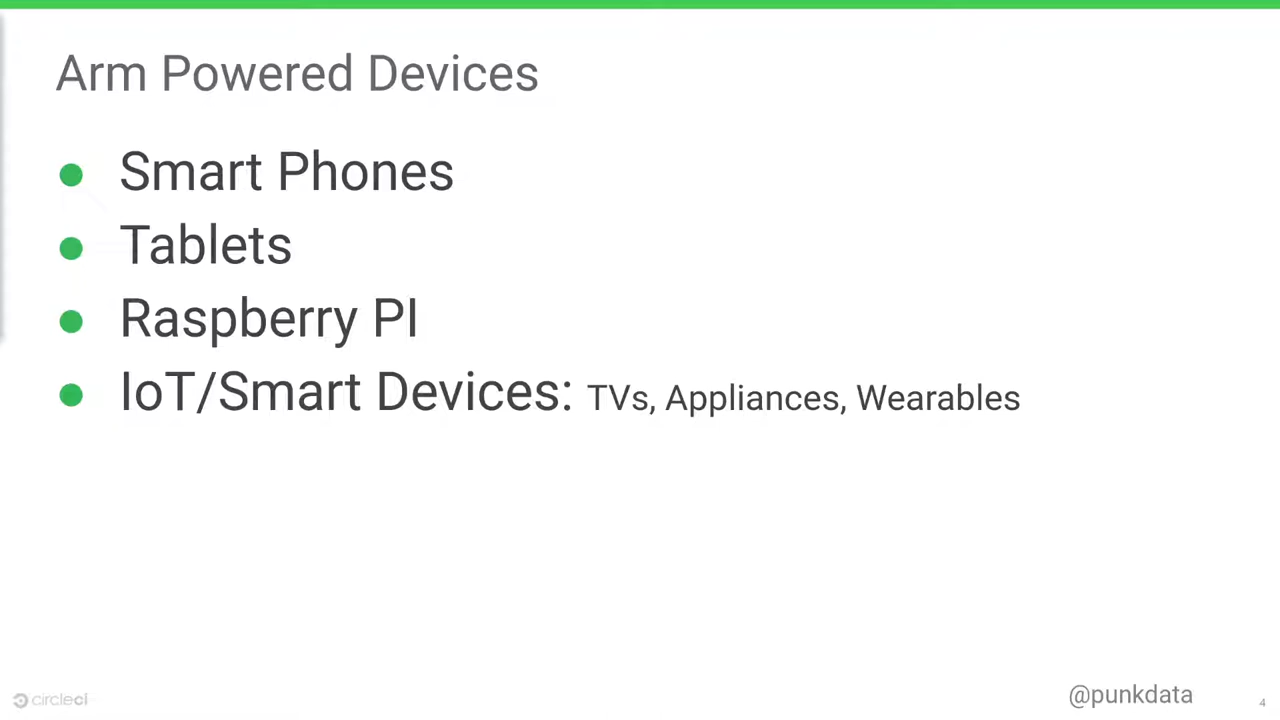 Arm Powered Devices
● Smart Phones
● Tablets
● Raspberry PI
● IoT/Smart Devices: TVs, Appliances, Wearables
circleci
@punkdata
4